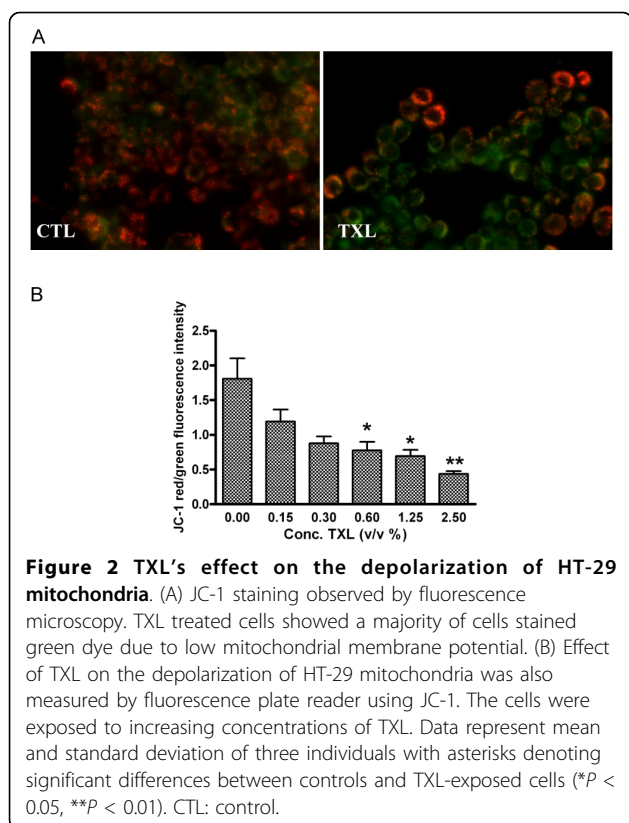 A
CTL
TXL
B
JC-1 red/green fluorescence intensity
2.5
2.0
1.5
1.0
0.5
0.0
*
*
**
0.00 0.15 0.30 0.60 1.25 2.50
Conc. TXL (v/v %)
Figure 2 TXL's effect on the depolarization of HT-29
mitochondria. (A) JC-1 staining observed by fluorescence
microscopy. TXL treated cells showed a majority of cells stained
green dye due to low mitochondrial membrane potential. (B) Effect
of TXL on the depolarization of HT-29 mitochondria was also
measured by fluorescence plate reader using JC-1. The cells were
exposed to increasing concentrations of TXL. Data represent mean
and standard deviation of three individuals with asterisks denoting
significant differences between controls and TXL-exposed cells (*P <
0.05, **P < 0.01). CTL: control.